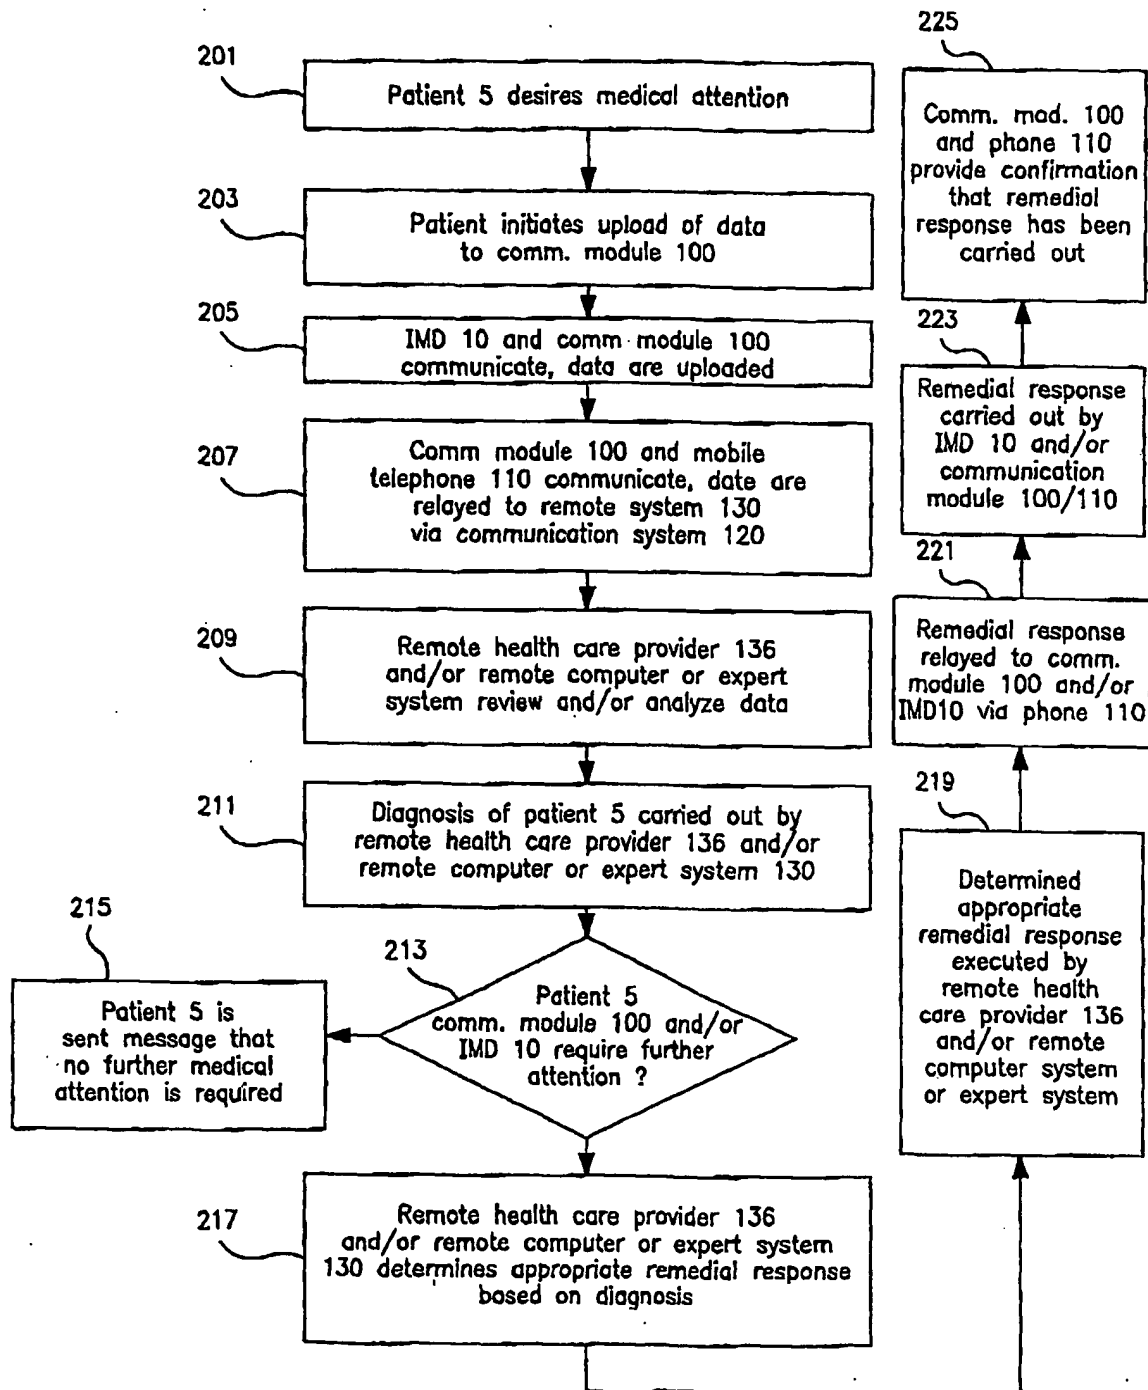 201
Patient 5 desires medical attention
203
Patient initiates upload of data
to comm. module 100
205
IMD 10 and comm module 100
communicate, data are uploaded
207
Comm module 100 and mobile
telephone 110 communicate, date are
relayed to remote system 130
via communication system 120
209
Remote health care provider 136
and/or remote computer or expert
system review and/or analyze data
211
Diagnosis of patient 5 carried out by
remote health care provider 136 and/or
remote computer or expert system 130
213
Patient 5
comm. module 100 and/or
IMD 10 require further
attention ?
215
Patient 5 is
sent message that
no further medical
attention is required
217
Remote health care provider 136
and/or remote computer or expert system
130 determines appropriate remedial response
based on diagnosis
219
Determined
appropriate
remedial response
executed by
remote health
care provider 136
and/or remote
computer system
or expert system
221
Remedial response
relayed to comm.
module 100 and/or
IMD10 via phone 110
223
Remedial response
carried out by
IMD 10 and/or
communication
module 100/110
225
Comm. mod. 100
and phone 110
provide confirmation
that remedial
response has been
carried out